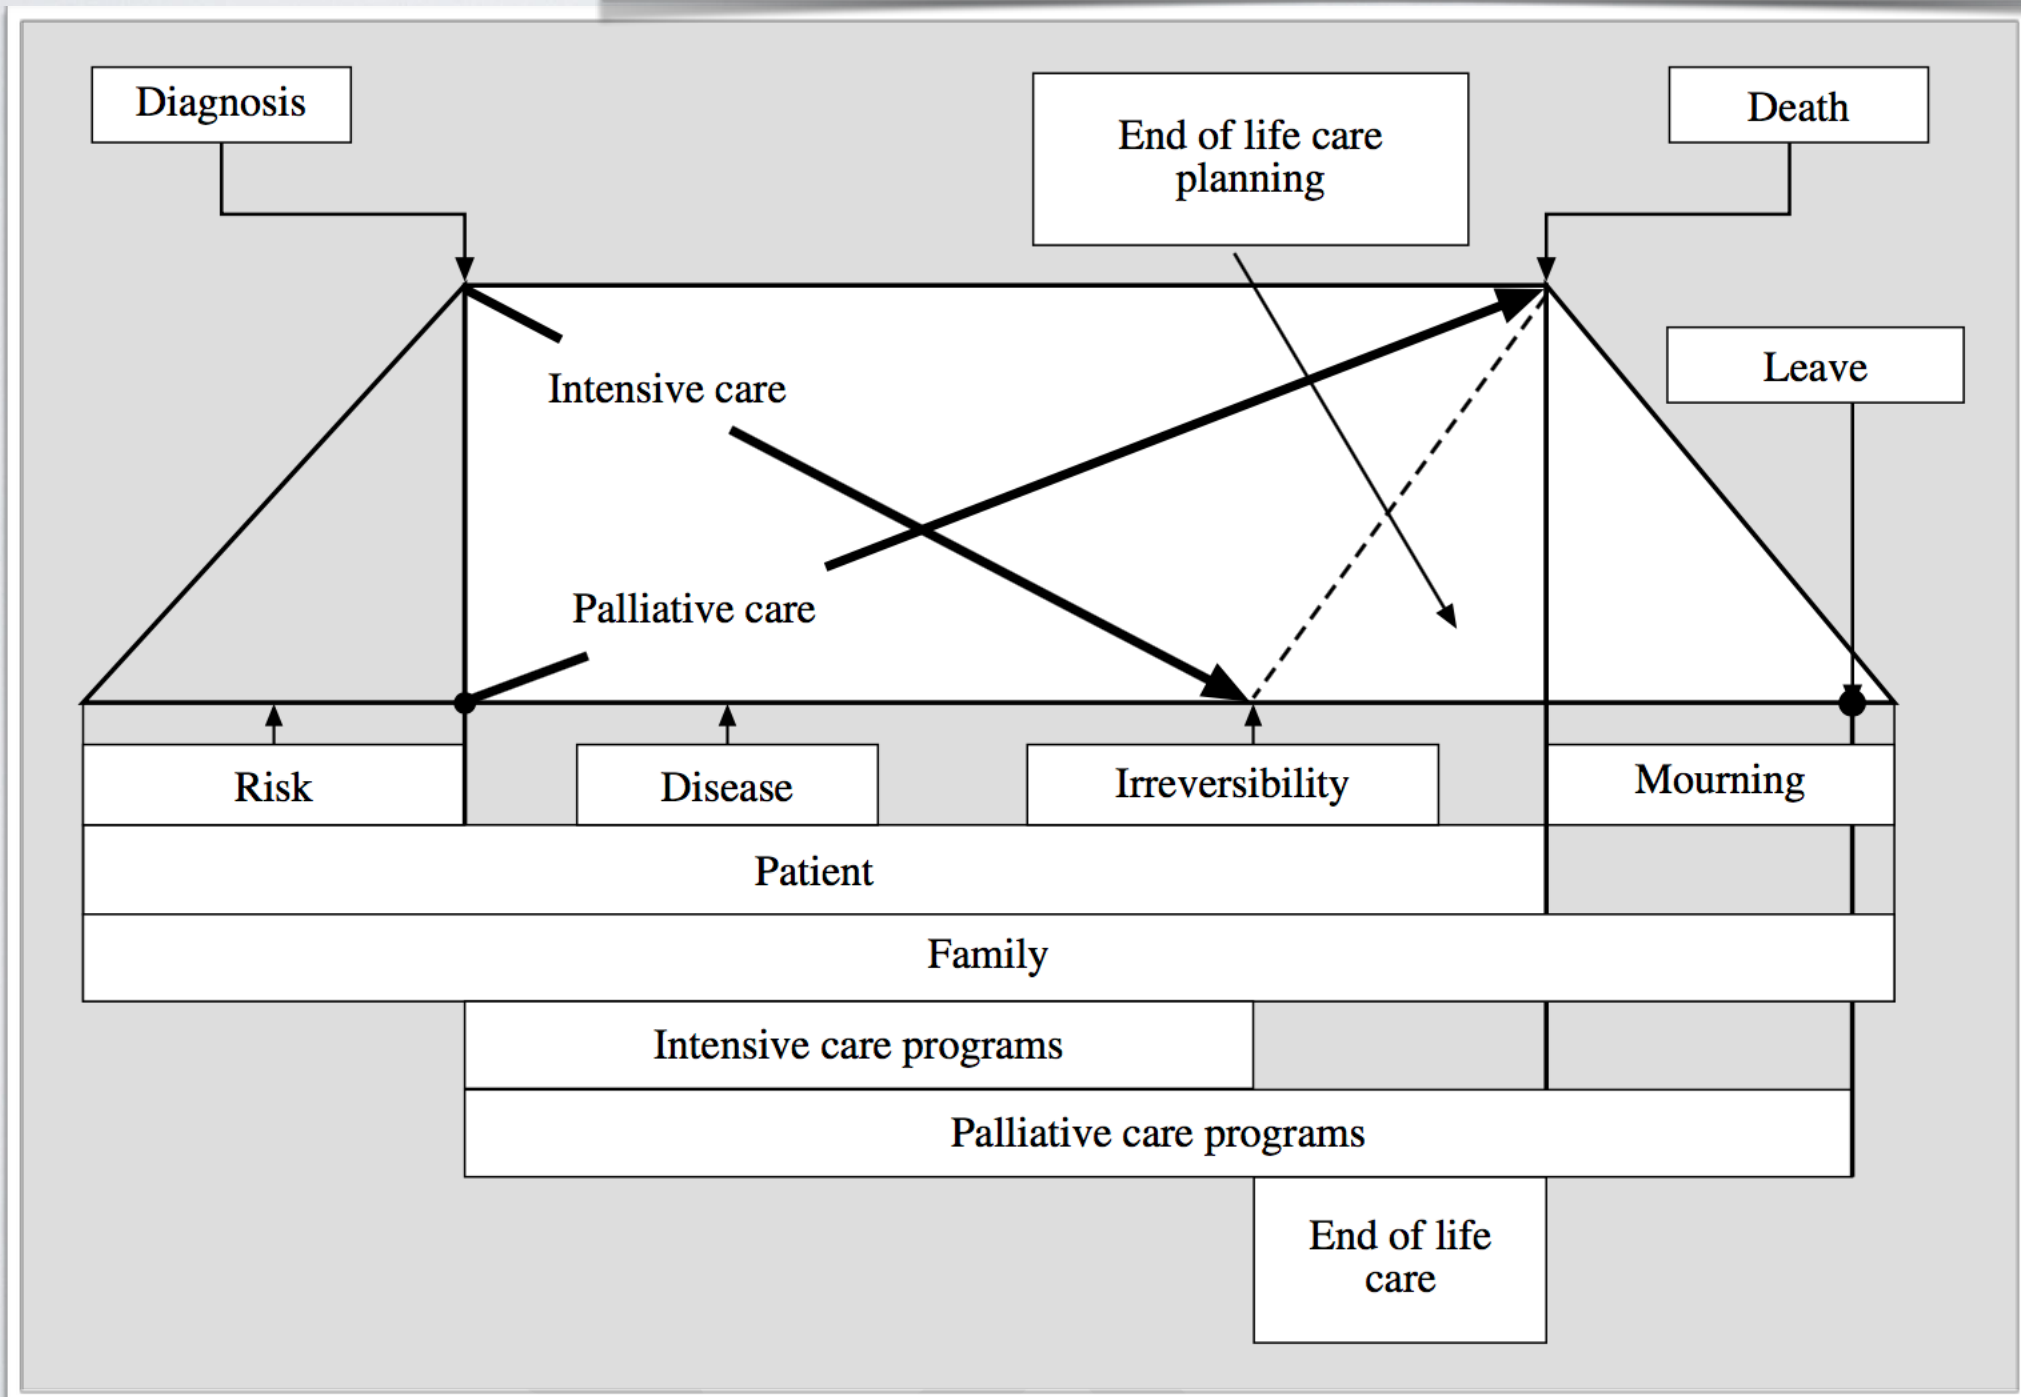 Diagnosis
End of life care
planning
Death
Leave
Intensive care
Palliative care
Risk
Disease
Irreversibility
Mourning
Patient
Family
Intensive care programs
Palliative care programs
End of life
care